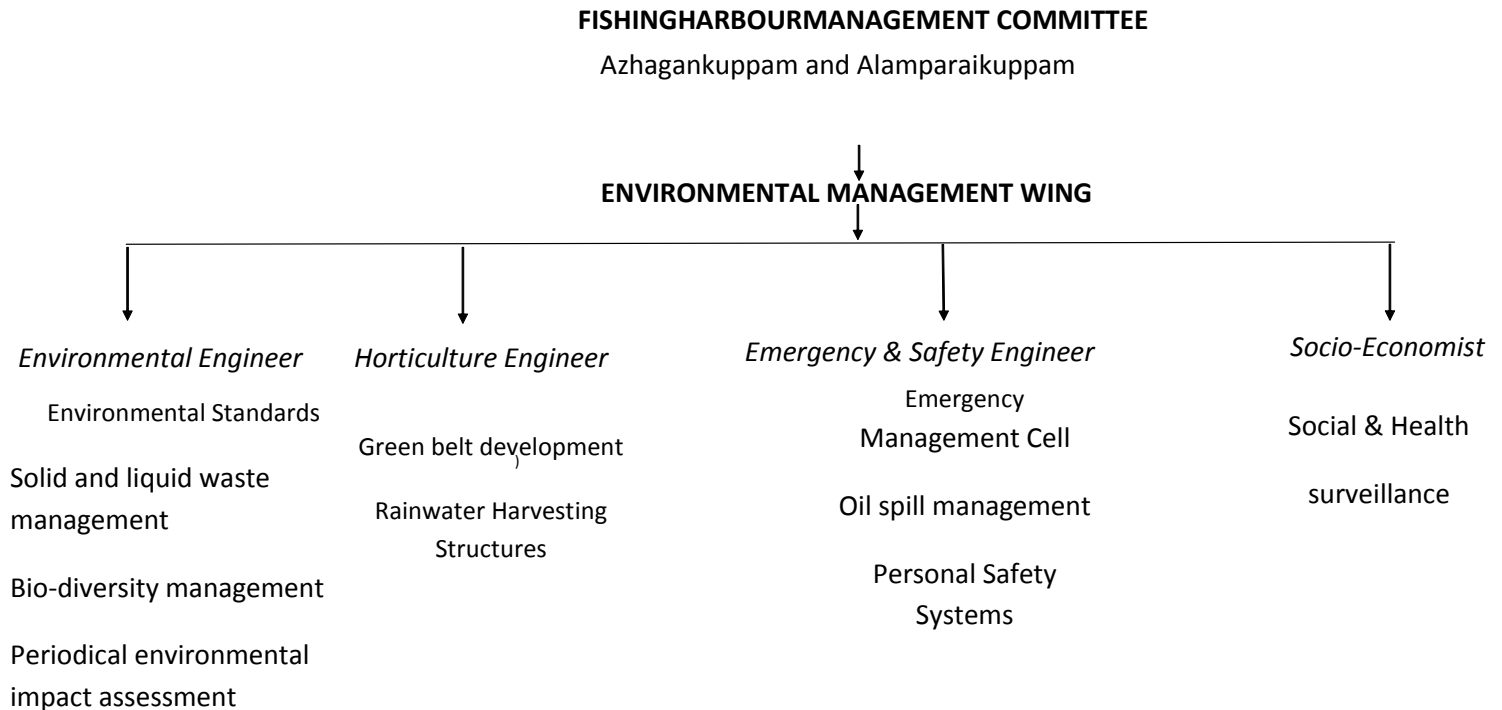 FISHINGHARBOURMANAGEMENT COMMITTEE
Azhagankuppam and Alamparaikuppam
ENVIRONMENTAL MANAGEMENT WING
Environmental Engineer
Environmental Standards
Solid and liquid waste
management
Bio-diversity management
Periodical environmental
impact assessment
Horticulture Engineer
Green belt development
)
Rainwater Harvesting
Structures
Emergency & Safety Engineer
Emergency
Management Cell
Oil spill management
Personal Safety
Systems
Socio-Economist
Social & Health
surveillance